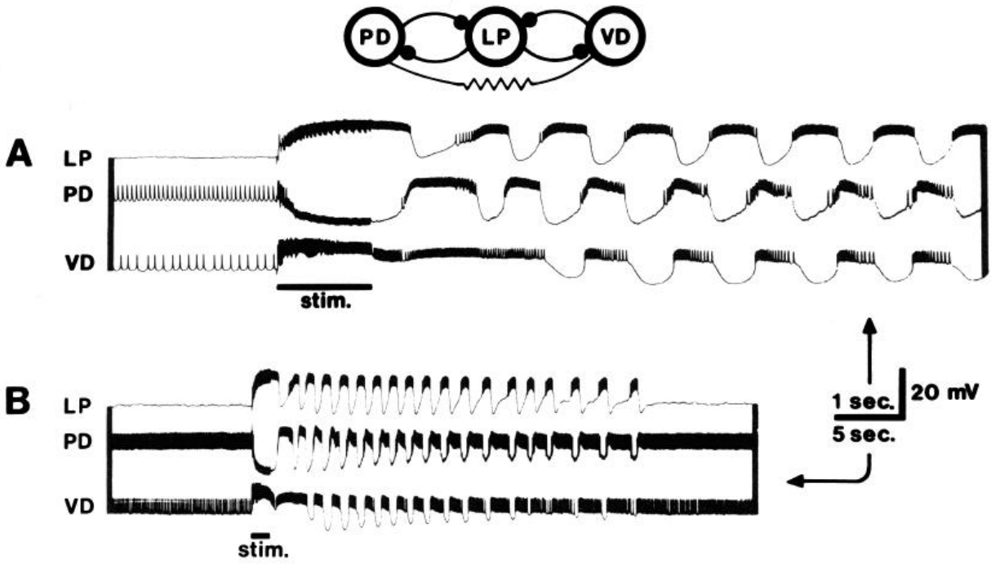 PD LP VD
A
LP
PD
VD
stim.
B
LP
PD
VD
stim.
1 sec.
20 mV
5 sec.